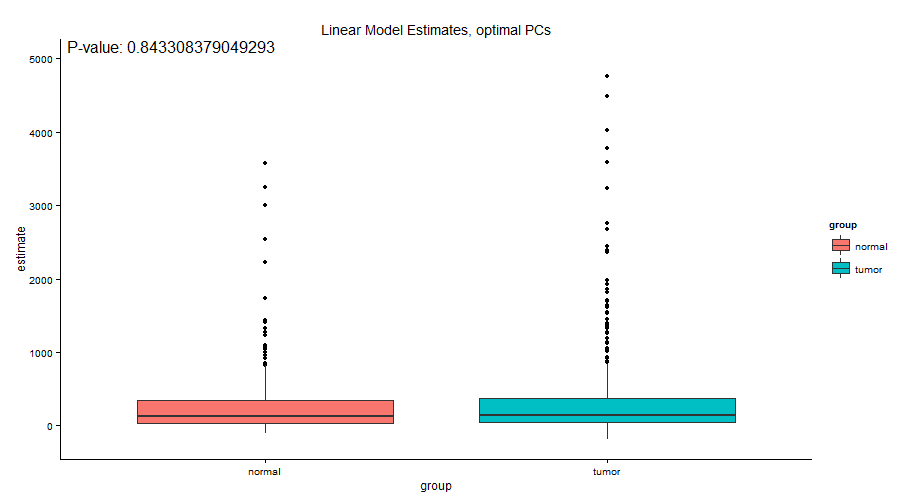 Linear Model Estimates, optimal PCs
P-value: 0.843308379049293
5000
4000
3000
2000
1000
0
estimate
normal
tumor
group
group
normal
tumor